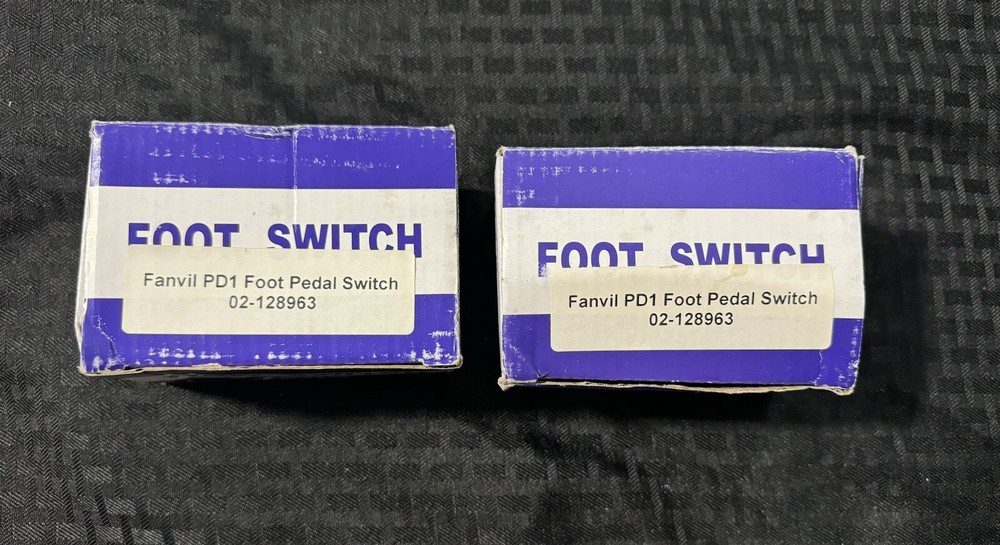 FOOT SWITCH
Fanvil PD1 Foot Pedal Switch
02-128963
FOOT SWITCH
Fanvil PD1 Foot Pedal Switch
02-128963